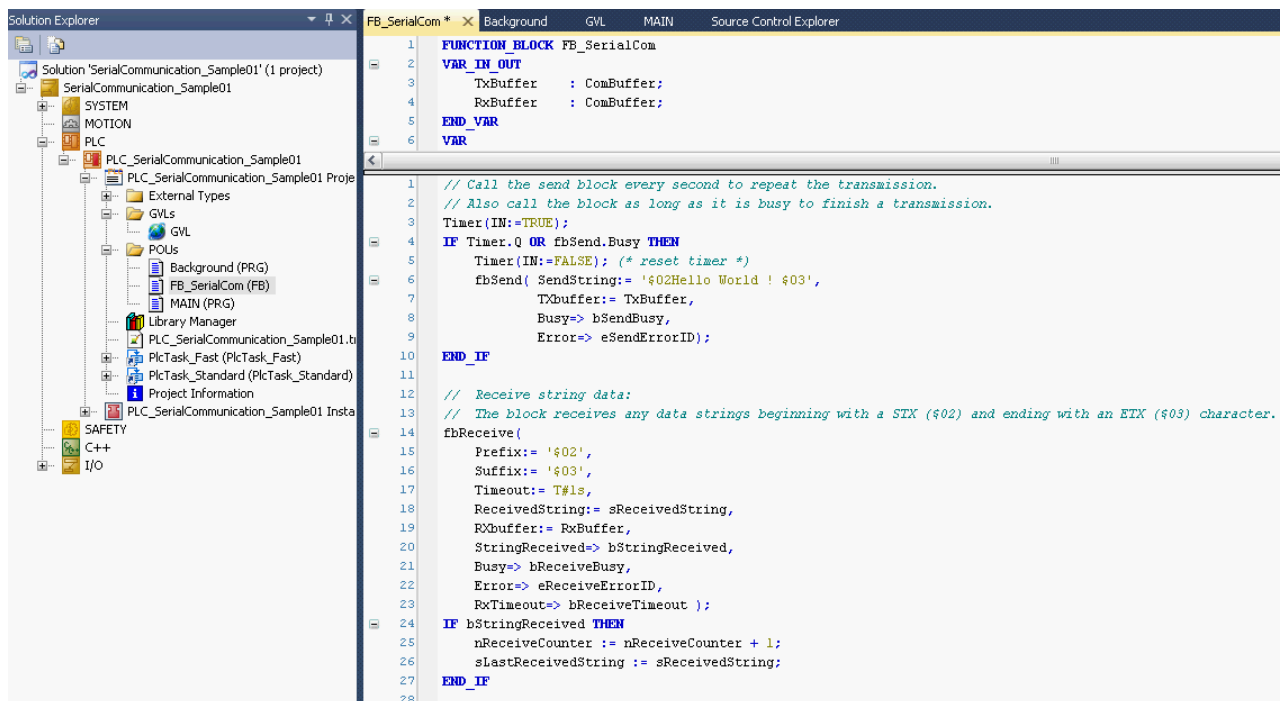 Solution Explorer
Solution 'SerialCommunication_Sample01' (1 project)
SerialCommunication_Sample01
SYSTEM
MOTION
PLC
PLC_SerialCommunication_Sample01
PLC_SerialCommunication_Sample01 Proje
External Types
GVLs
GVL
POUs
Background (PRG)
FB_SerialCom (FB)
MAIN (PRG)
Library Manager
PLC_SerialCommunication_Sample01.t
PlcTask_Fast (PlcTask_Fast)
PlcTask_Standard (PlcTask_Standard)
Project Information
PLC_SerialCommunication_Sample01 Insta
SAFETY
C++
I/O
FB_SerialCom * Background GVL MAIN Source Control Explorer
1 FUNCTION_BLOCK FB_SerialCom
2 VAR_IN_OUT
3 TxBuffer : ComBuffer;
4 RxBuffer : ComBuffer;
5 END_VAR
6 VAR
1 // Call the send block every second to repeat the transmission.
2 // Also call the block as long as it is busy to finish a transmission.
3 Timer(IN:=TRUE);
4 IF Timer.Q OR fbSend.Busy THEN
5 Timer(IN:=FALSE); (* reset timer *)
6 fbSend( SendString:= '$02Hello World ! $03',
7 TXbuffer:= TxBuffer,
8 Busy=> bSendBusy,
9 Error=> eSendErrorID);
10 END_IF
11
12 // Receive string data:
13 // The block receives any data strings beginning with a STX ($02) and ending with an ETX ($03) character.
14 fbReceive(
15 Prefix:= '$02',
16 Suffix:= '$03',
17 Timeout:= T#1s,
18 ReceivedString:= sReceivedString,
19 RXbuffer:= RxBuffer,
20 StringReceived=> bStringReceived,
21 Busy=> bReceiveBusy,
22 Error=> eReceiveErrorID,
23 RxTimeout=> bReceiveTimeout );
24 IF bStringReceived THEN
25 nReceiveCounter := nReceiveCounter + 1;
26 sLastReceivedString := sReceivedString;
27 END_IF
28